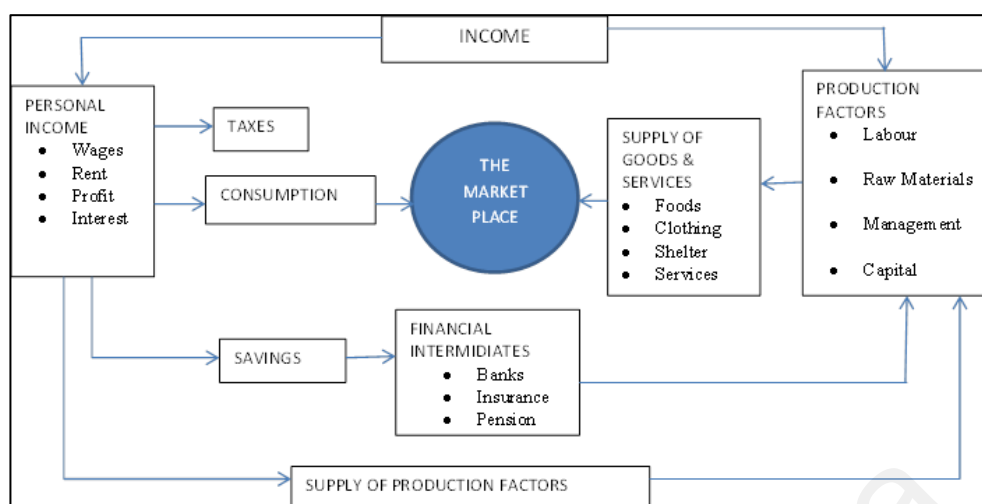 INCOME
PERSONAL
INCOME
● Wages
● Rent
● Profit
● Interest
TAXES
CONSUMPTION
THE
MARKET
PLACE
SUPPLY OF
GOODS &
SERVICES
● Foods
● Clothing
● Shelter
● Services
PRODUCTION
FACTORS
● Labour
● Raw Materials
● Management
● Capital
SAVINGS
FINANCIAL
INTERMIDIATES
● Banks
● Insurance
● Pension
SUPPLY OF PRODUCTION FACTORS